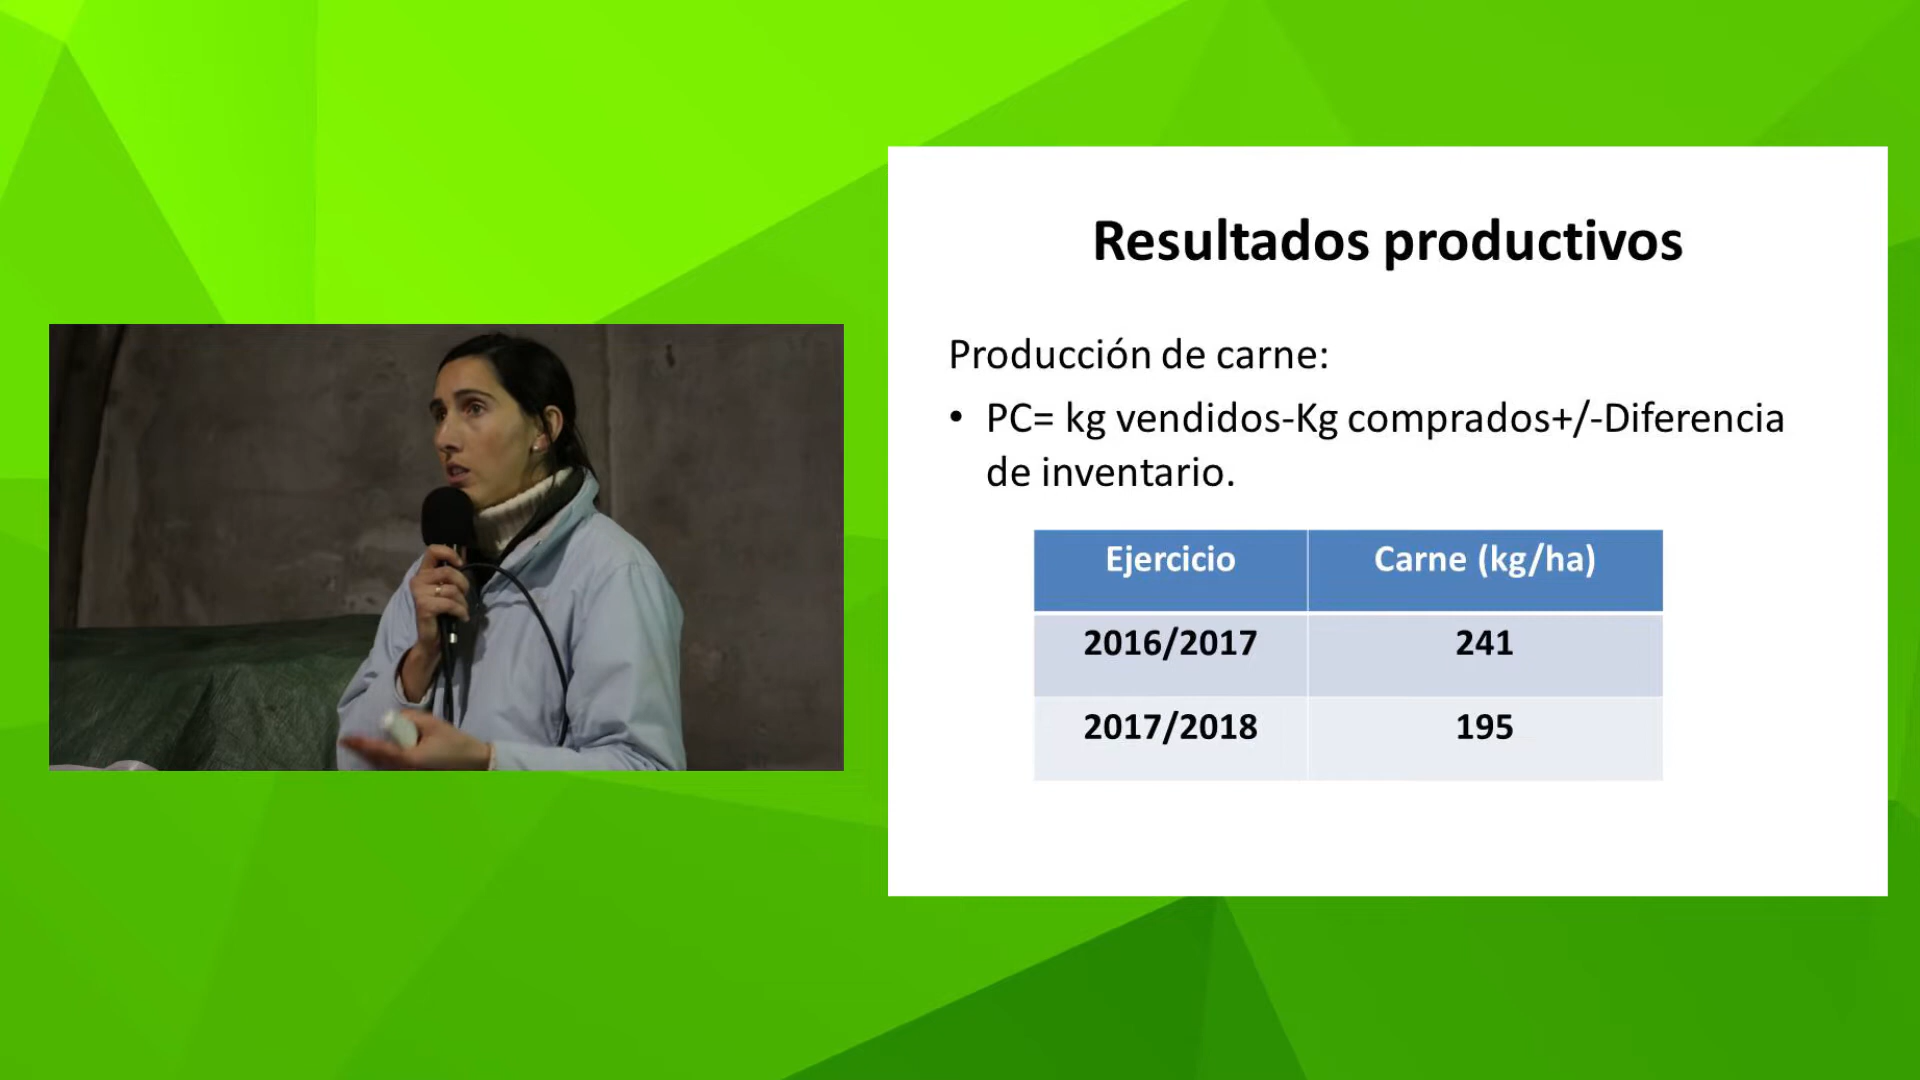 Resultados productivos
Producción de carne:
• PC= kg vendidos-Kg comprados+/-Diferencia
de inventario.
Ejercicio Carne (kg/ha)
2016/2017 241
2017/2018 195